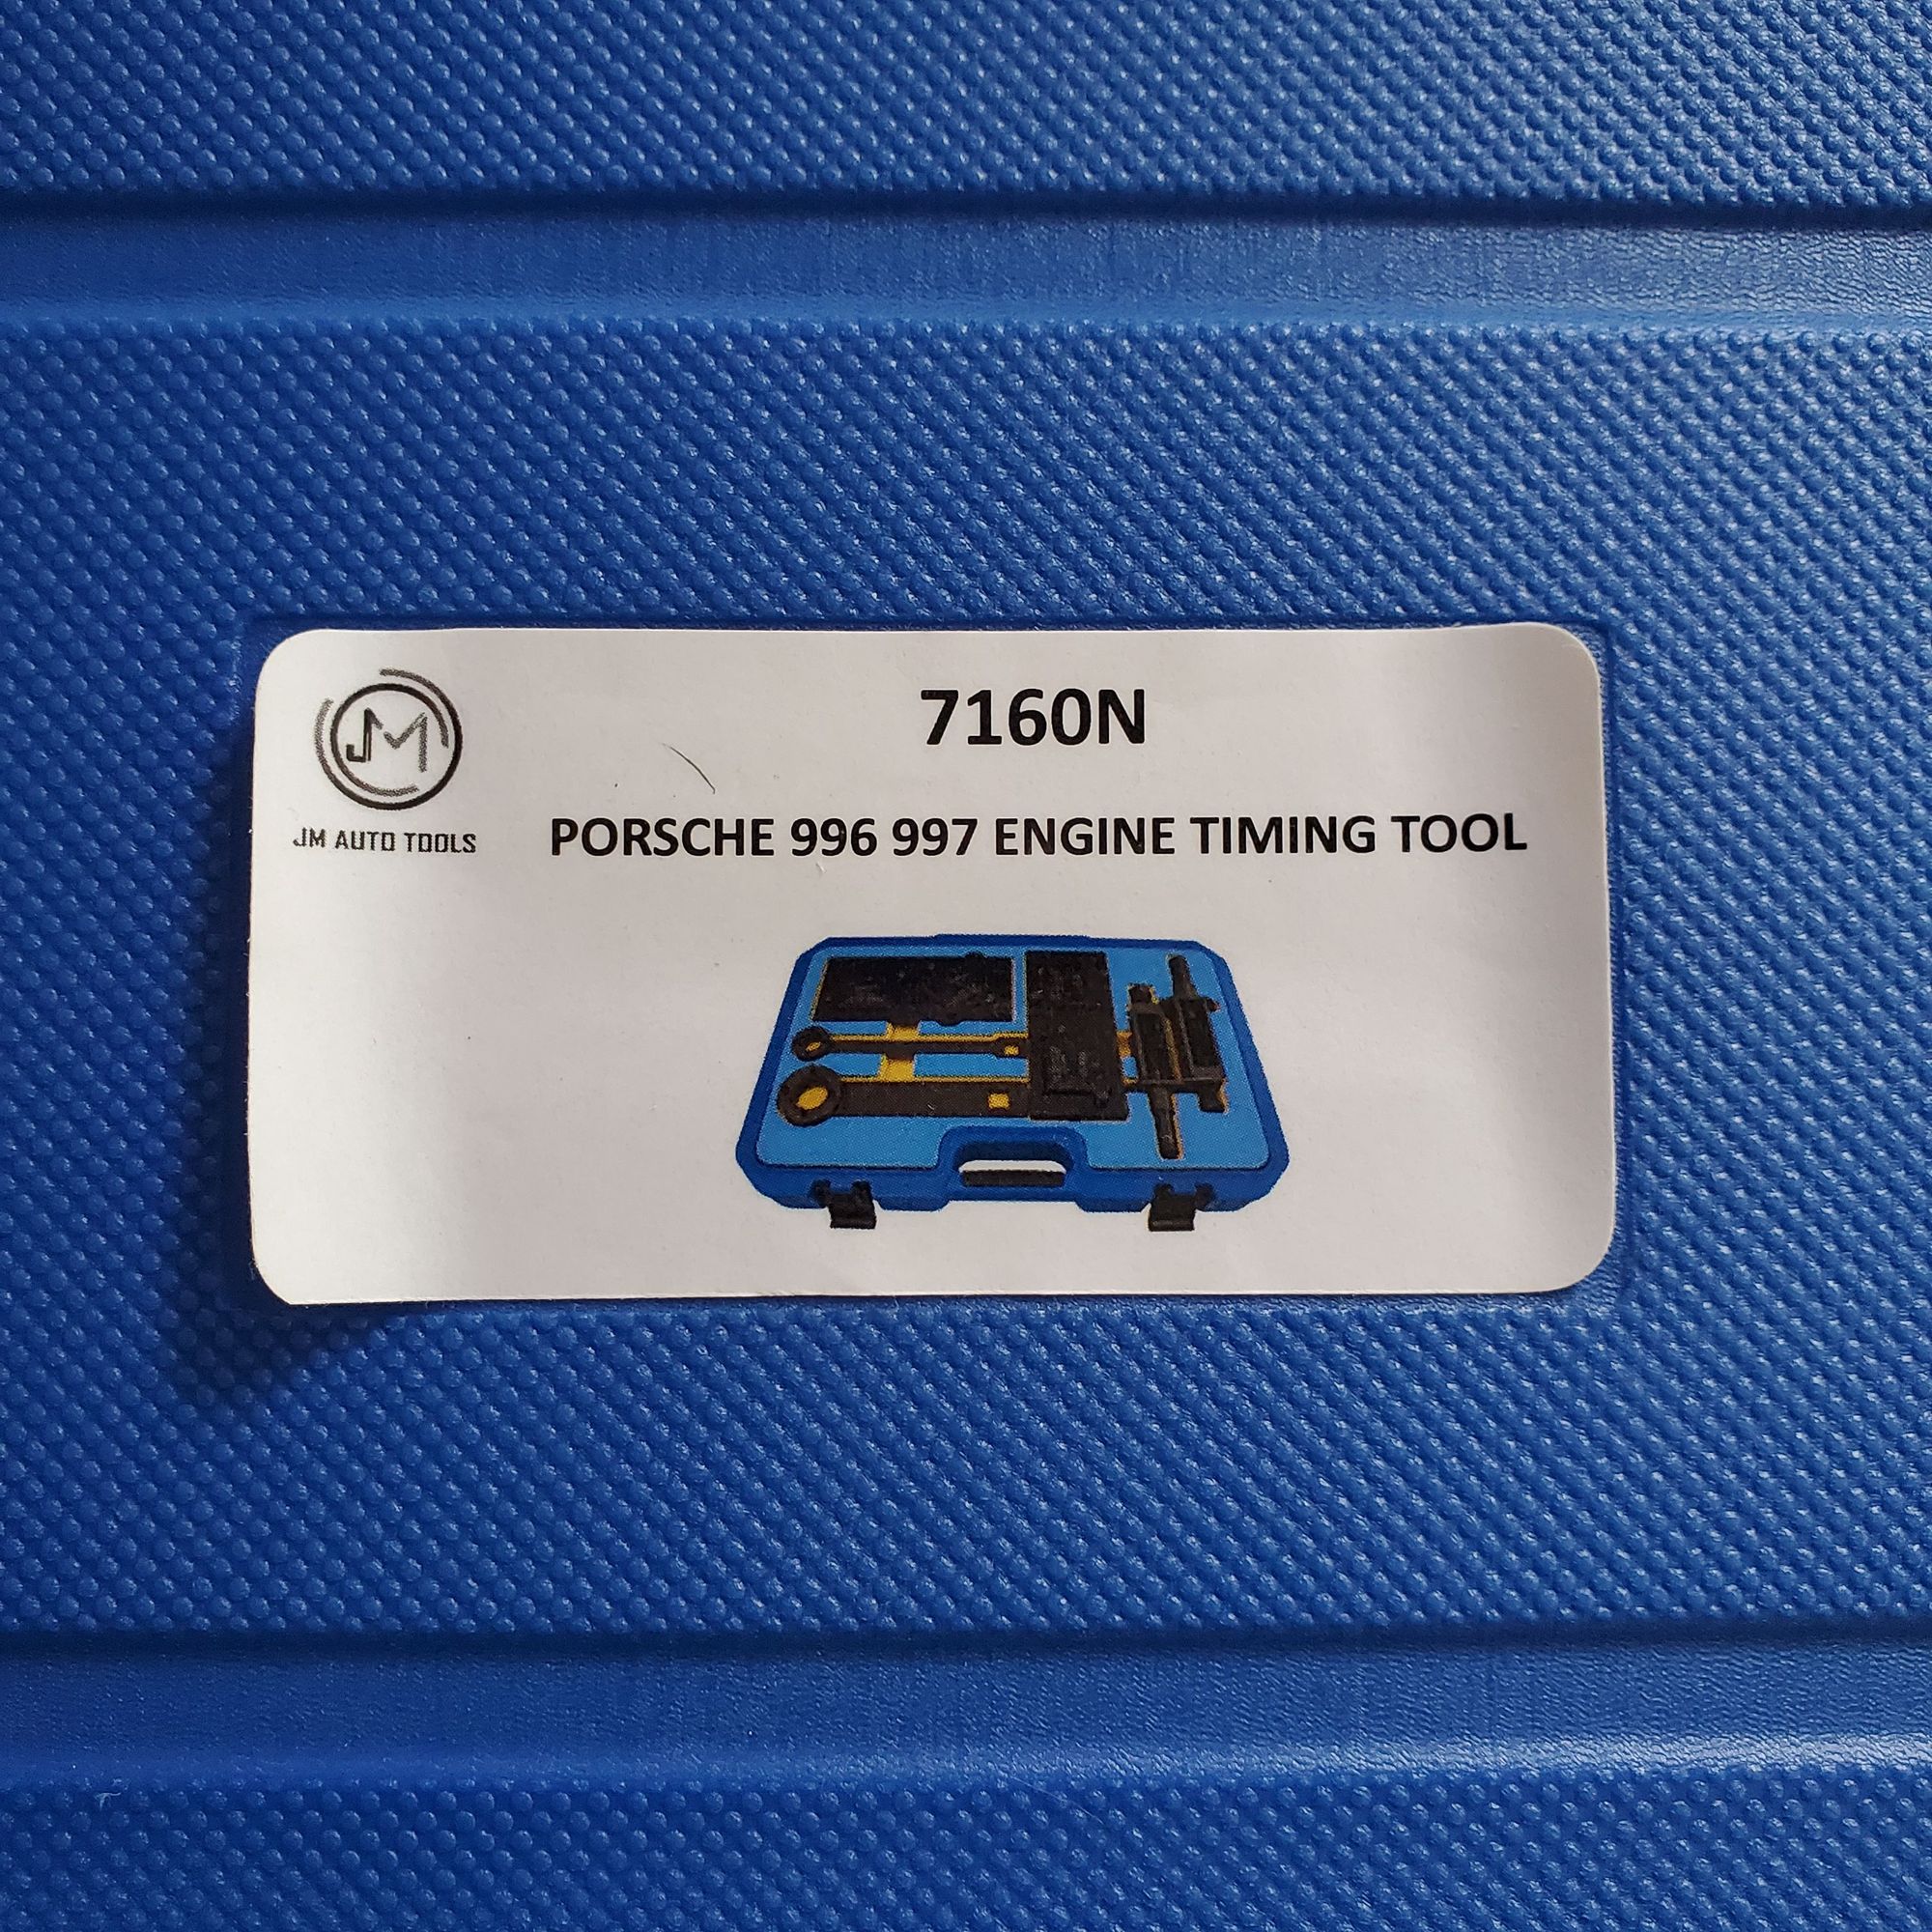 JM
JM AUTO TOOLS
7160N
PORSCHE 996 997 ENGINE TIMING TOOL